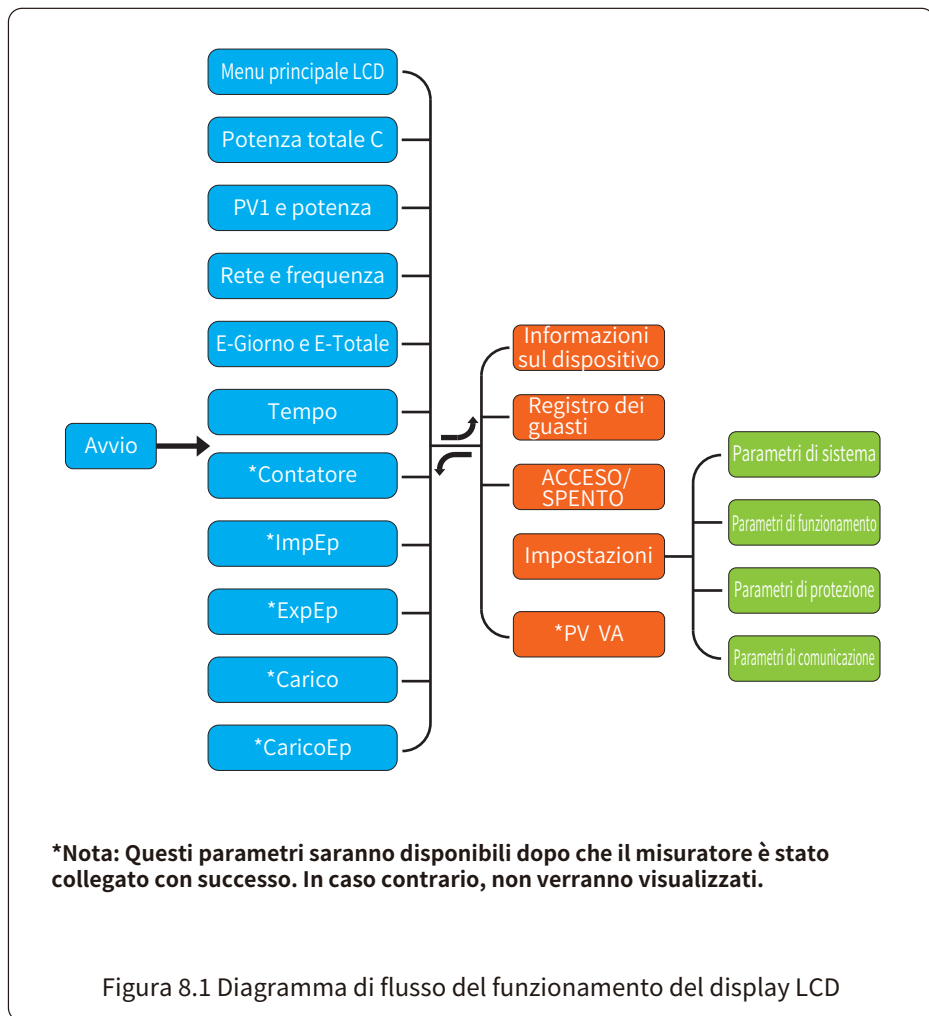 Menu principale LCD
Potenza totale C
PV1 e potenza
Rete e frequenza
E-Giorno e E-Totale
Tempo
Avvio
*Contatore
*ImpEp
*ExpEp
*Carico
*CaricoEp
Informazioni
sul dispositivo
Registro dei
guasti
ACCESO/
SPENTO
Impostazioni
*PV VA
Parametri di sistema
Parametri di funzionamento
Parametri di protezione
Parametri di comunicazione
*Nota: Questi parametri saranno disponibili dopo che il misuratore è stato
collegato con successo. In caso contrario, non verranno visualizzati.
Figura 8.1 Diagramma di flusso del funzionamento del display LCD